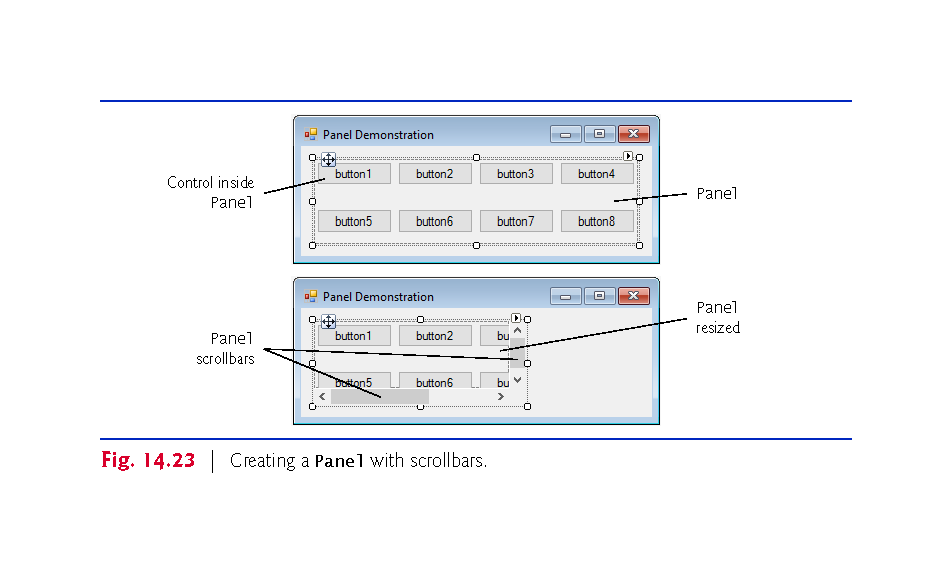 Panel Demonstration
button1 button2 button3 button4
Control inside
Panel
Panel
button5 button6 button7 button8
Panel Demonstration
button1 button2 bu
Panel
resized
Panel
scrollbars
button5 button6 bu
Fig. 14.23 | Creating a Panel with scrollbars.